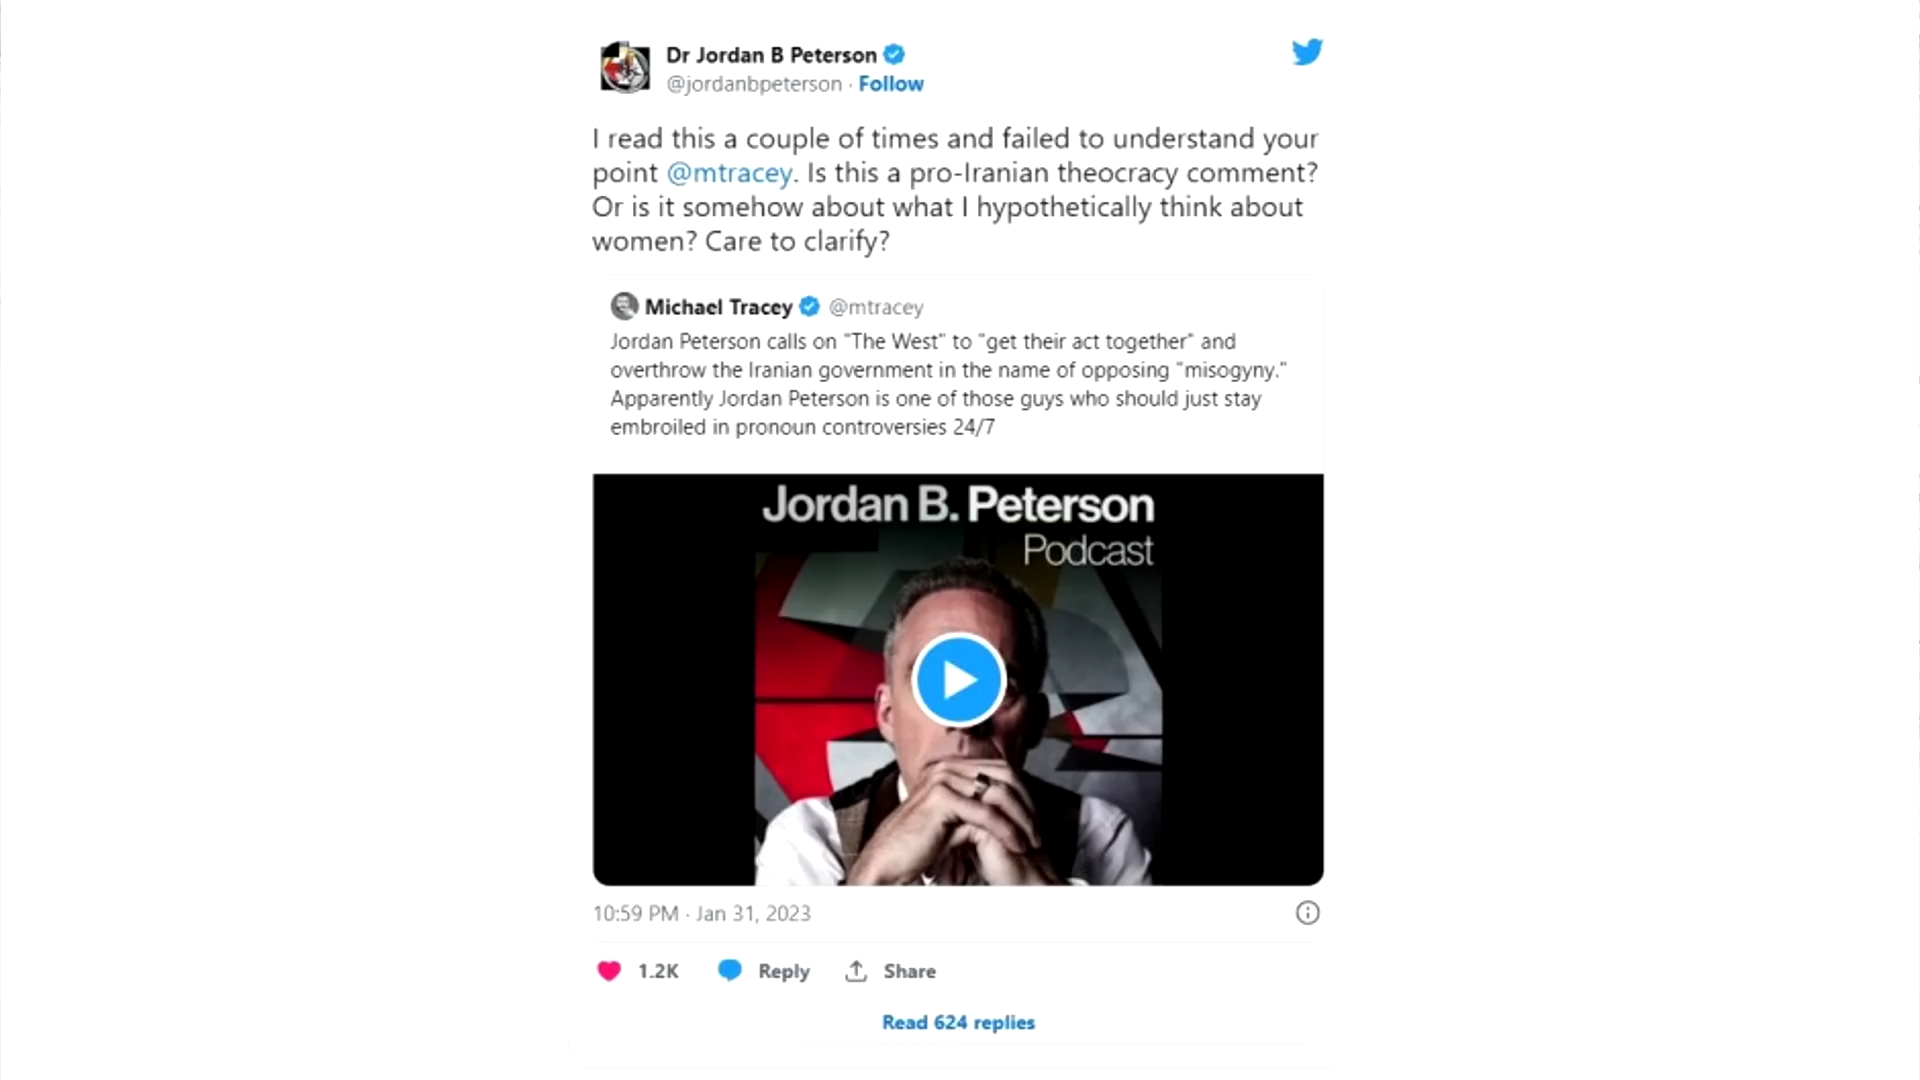 Dr Jordan B Peterson
@jordanbpeterson · Follow
I read this a couple of times and failed to understand your
point @mtracey. Is this a pro-Iranian theocracy comment?
Or is it somehow about what I hypothetically think about
women? Care to clarify?
Michael Tracey @mtracey
Jordan Peterson calls on "The West" to "get their act together" and
overthrow the Iranian government in the name of opposing "misogyny."
Apparently Jordan Peterson is one of those guys who should just stay
embroiled in pronoun controversies 24/7
Jordan B. Peterson
Podcast
10:59 PM · Jan 31, 2023
1.2K Reply Share
Read 624 replies